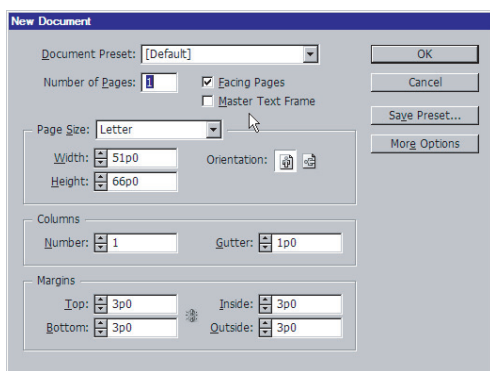 New Document
Document Preset: [Default]
OK
Number of Pages: 1
Facing Pages
Cancel
Master Text Frame
Save Preset...
Page Size: Letter
More Options
Width: 51p0
Orientation:
Height: 66p0
Columns
Number: 1
Gutter: 1p0
Margins
Top: 3p0
Inside: 3p0
Bottom: 3p0
Outside: 3p0